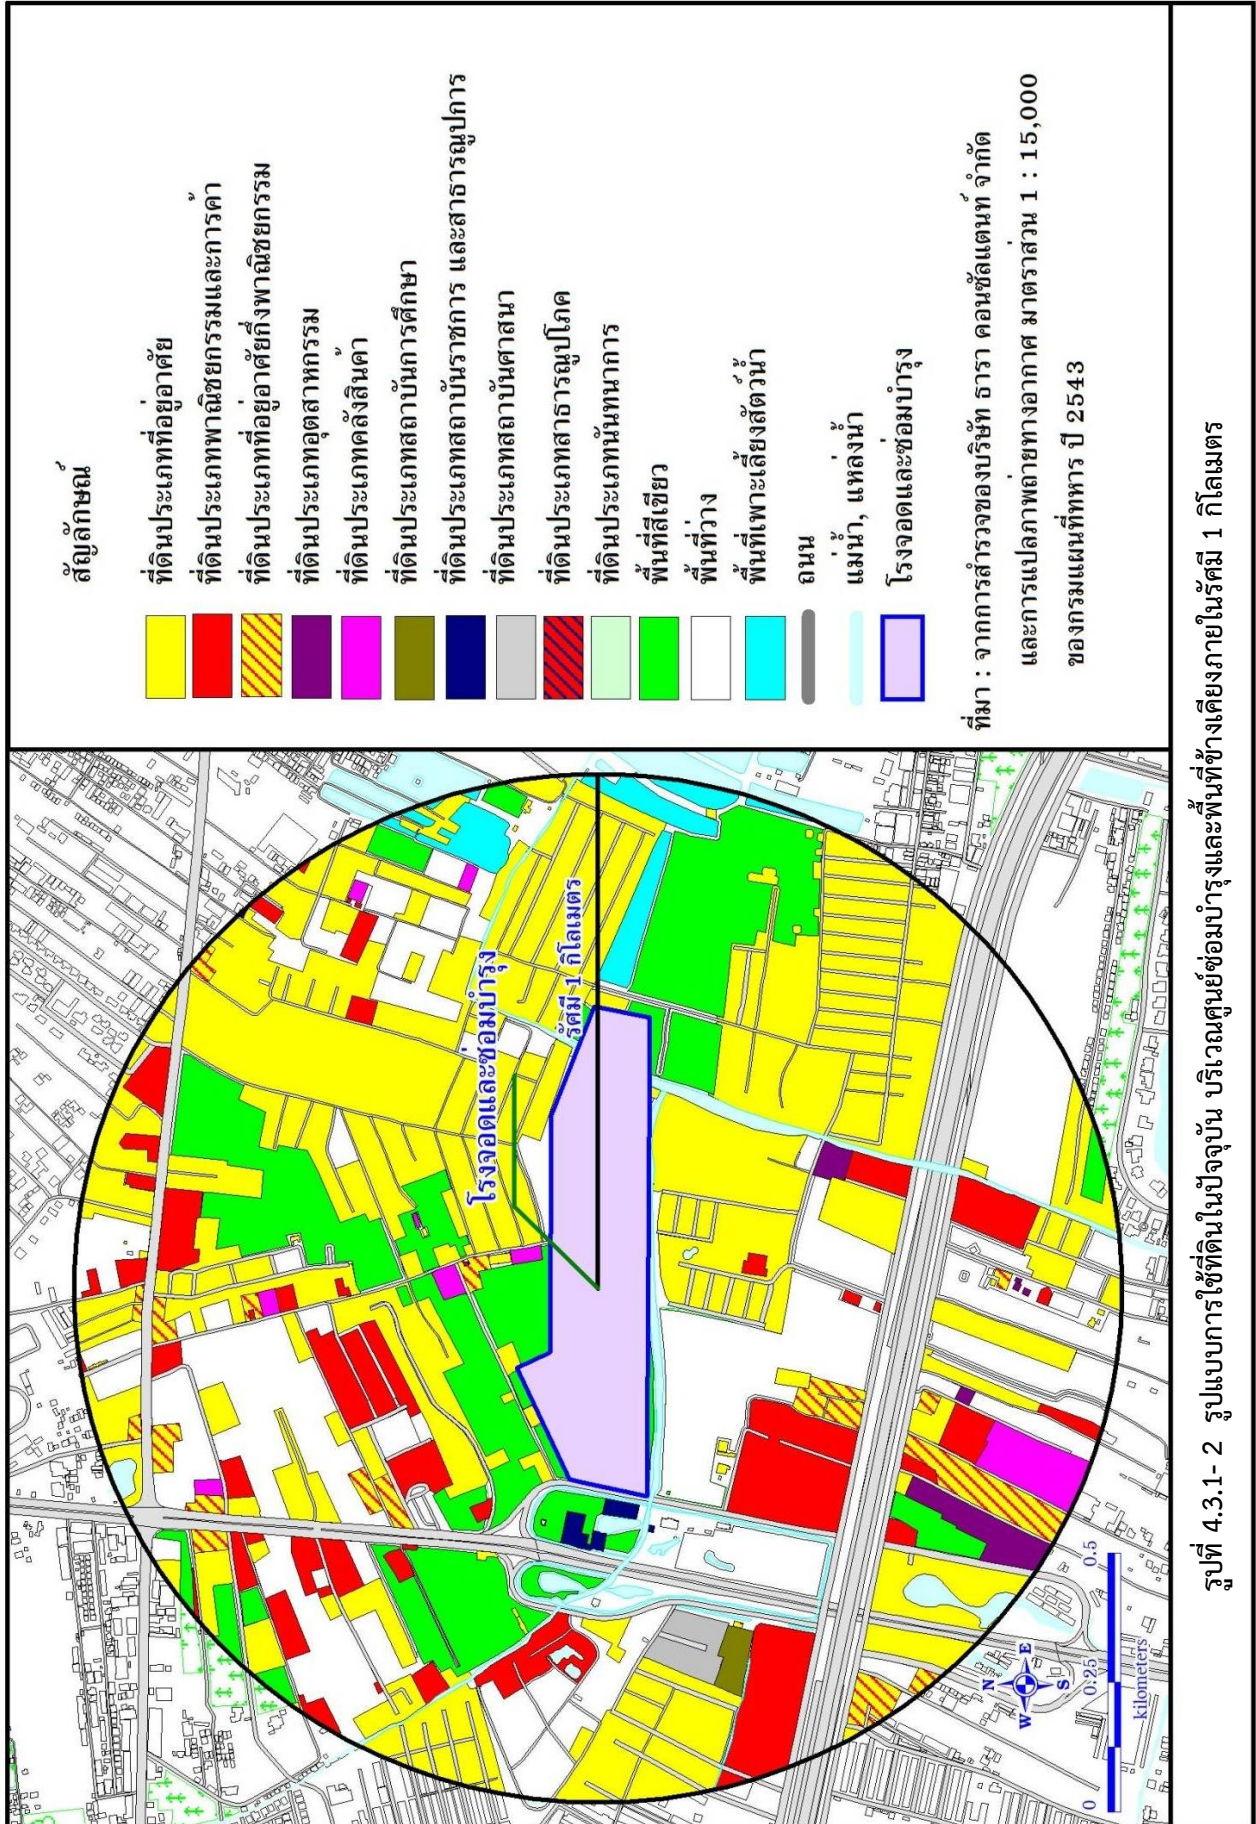 สัญลักษณ์
ที่ดินประเภทที่อยู่อาศัย
ที่ดินประเภทพาณิชยกรรมและการค้า
ที่ดินประเภทที่อยู่อาศัยกึ่งพาณิชยกรรม
ที่ดินประเภทอุตสาหกรรม
ที่ดินประเภทคลังสินค้า
ที่ดินประเภทสถาบันการศึกษา
ที่ดินประเภทสถาบันราชการ และสาธารณูปการ
ที่ดินประเภทสถาบันศาสนา
ที่ดินประเภทสาธารณูปโภค
ที่ดินประเภทนันทนาการ
พื้นที่สีเขียว
พื้นที่ว่าง
พื้นที่เพาะเลี้ยงสัตว์น้ำ
ถนน
แม่น้ำ, แหล่งน้ำ
โรงจอดและซ่อมบำรุง
ที่มา : จากการสำรวจของบริษัท ธารา คอนซัลแตนท์ จำกัด
และการแปลภาพถ่ายทางอากาศ มาตราส่วน 1 : 15,000
ของกรมแผนที่ทหาร ปี 2543
โรงจอดและซ่อมบำรุง
รัศมี 1 กิโลเมตร
N
W
E
S
0 0.25 0.5
kilometers
รูปที่ 4.3.1- 2 รูปแบบการใช้ที่ดินในปัจจุบัน บริเวณศูนย์ซ่อมบำรุงและพื้นที่ข้างเคียงภายในรัศมี 1 กิโลเมตร